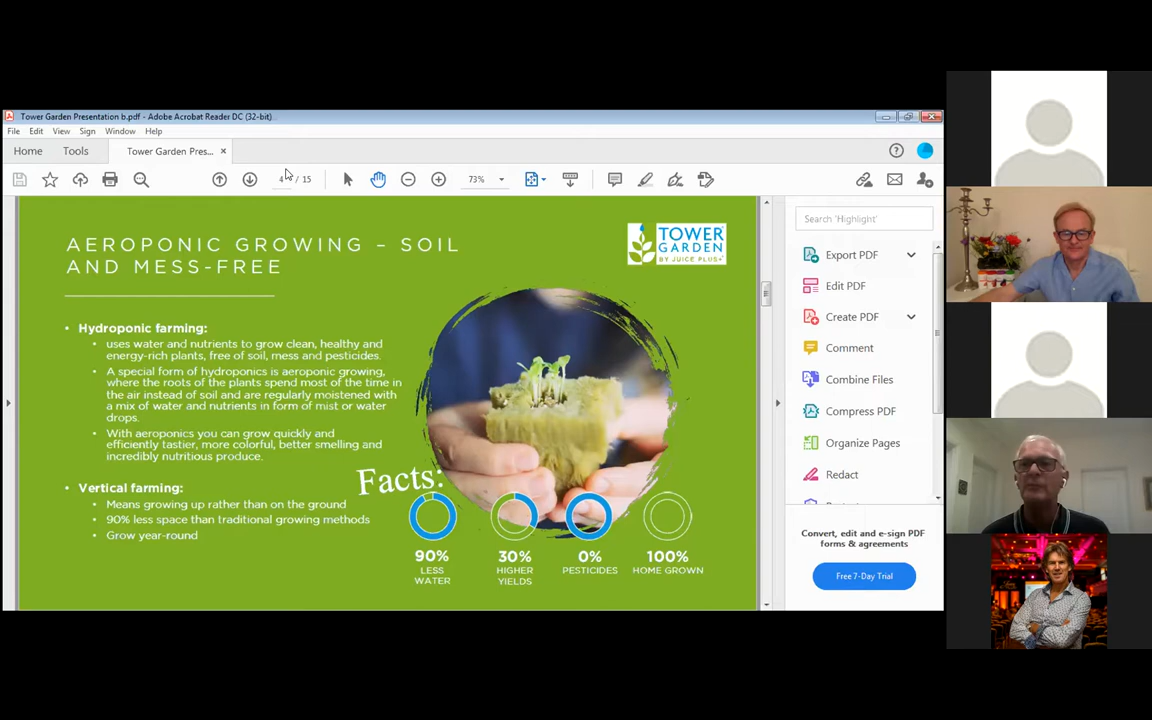 Tower Garden Presentation b.pdf - Adobe Acrobat Reader DC (32-bit)
File Edit View Sign Window Help
Home Tools Tower Garden Pres... ×
4 / 15 73%
AEROPONIC GROWING – SOIL
AND MESS-FREE
TOWER
GARDEN
BY JUICE PLUS+
• Hydroponic farming:
• uses water and nutrients to grow clean, healthy and
energy-rich plants, free of soil, mess and pesticides.
• A special form of hydroponics is aeroponic growing,
where the roots of the plants spend most of the time in
the air instead of soil and are regularly moistened with
a mix of water and nutrients in form of mist or water
drops.
• With aeroponics you can grow quickly and
efficiently tastier, more colorful, better smelling and
incredibly nutritious produce.
• Vertical farming:
• Means growing up rather than on the ground
• 90% less space than traditional growing methods
• Grow year-round
Facts:
90%
LESS
WATER
30%
HIGHER
YIELDS
0%
PESTICIDES
100%
HOME GROWN
Search 'Highlight'
Export PDF
Edit PDF
Create PDF
Comment
Combine Files
Compress PDF
Organize Pages
Redact
Convert, edit and e-sign PDF
forms & agreements
Free 7-Day Trial